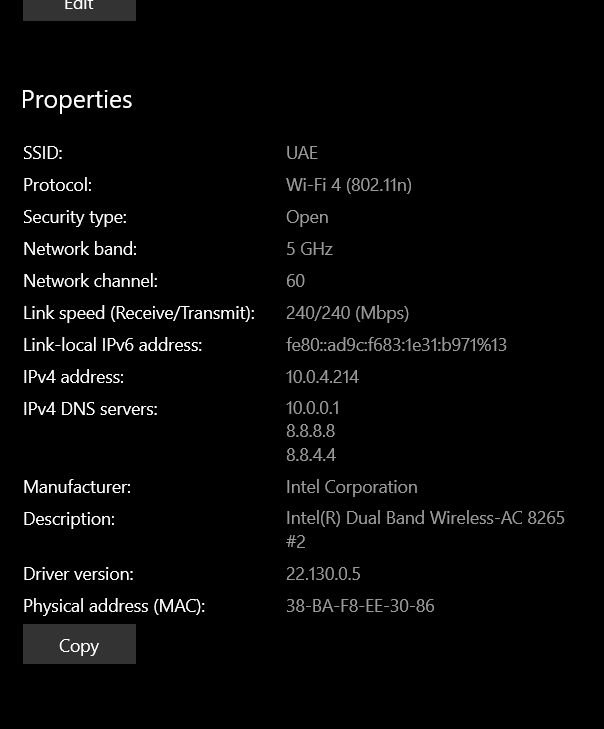 Edit
Properties
SSID: UAE
Protocol: Wi-Fi 4 (802.11n)
Security type: Open
Network band: 5 GHz
Network channel: 60
Link speed (Receive/Transmit): 240/240 (Mbps)
Link-local IPv6 address: fe80::ad9c:f683:1e31:b971%13
IPv4 address: 10.0.4.214
IPv4 DNS servers: 10.0.0.1
8.8.8.8
8.8.4.4
Manufacturer: Intel Corporation
Description: Intel(R) Dual Band Wireless-AC 8265
#2
Driver version: 22.130.0.5
Physical address (MAC): 38-BA-F8-EE-30-86
Copy